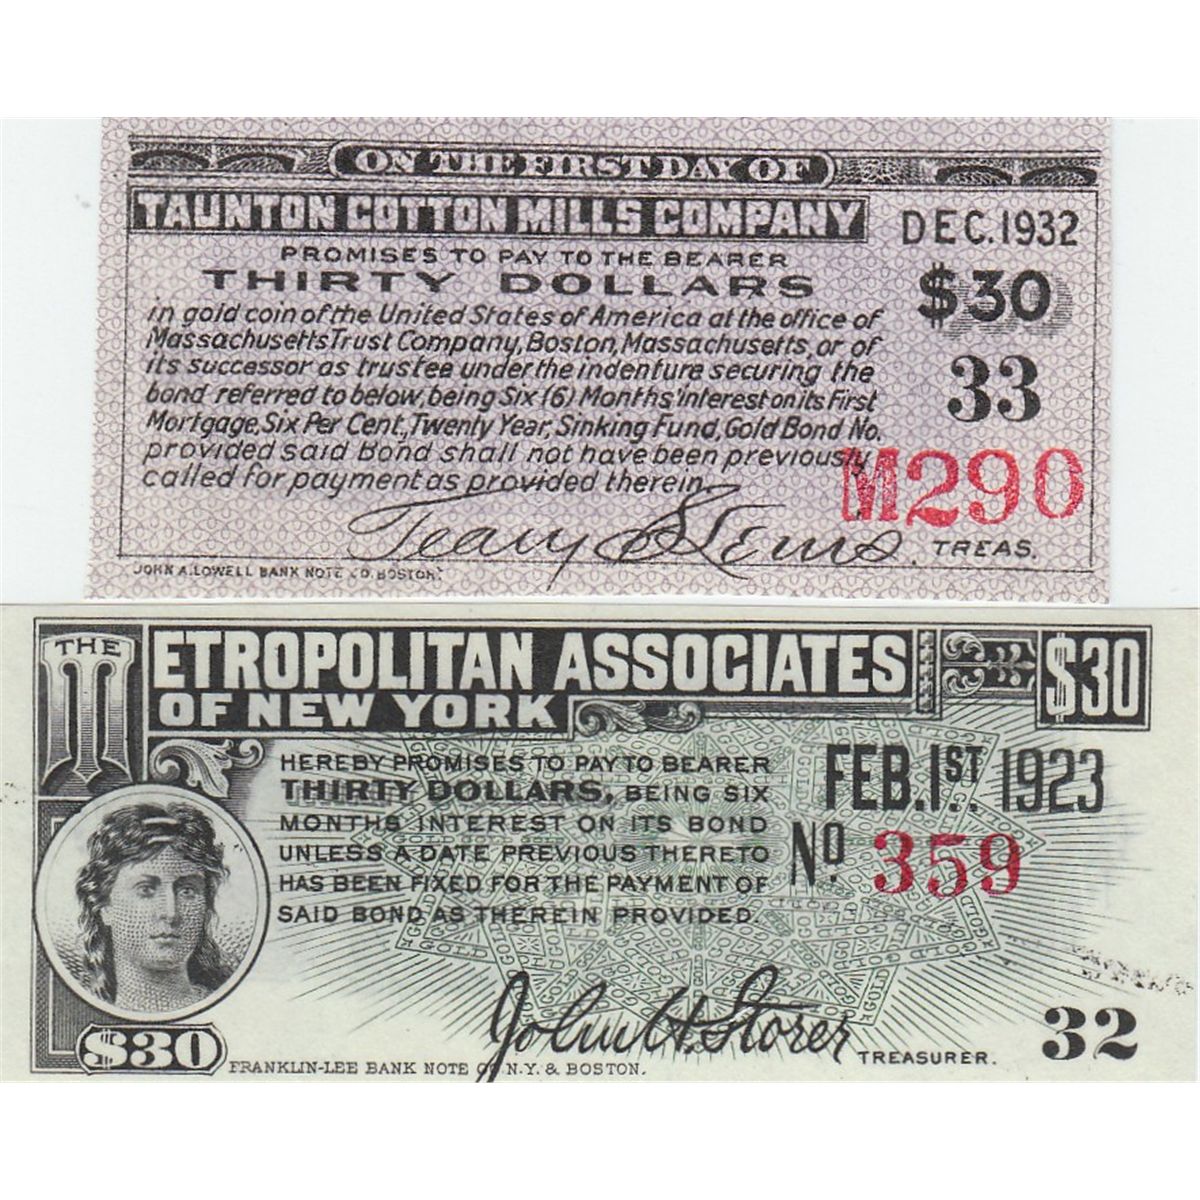 ON THE FIRST DAY OF
TAUNTON COTTON MILLS COMPANY
DEC. 1932
PROMISES TO PAY TO THE BEARER
THIRTY DOLLARS
$30
in gold coin of the United States of America at the office of
Massachusetts Trust Company, Boston, Massachusetts, or of
its successor as trustee under the indenture securing the
bond referred to below, being Six (6) Months' interest on its First
Mortgage, Six Per Cent., Twenty Year, Sinking Fund, Gold Bond No.
provided said Bond shall not have been previously
called for payment as provided therein.
33
M290
TREAS.
JOHN A. LOWELL BANK NOTE CO. BOSTON.
THE
METROPOLITAN ASSOCIATES
OF NEW YORK
$30
HEREBY PROMISES TO PAY TO BEARER
THIRTY DOLLARS, BEING SIX
MONTHS INTEREST ON ITS BOND
UNLESS A DATE PREVIOUS THERETO
HAS BEEN FIXED FOR THE PAYMENT OF
SAID BOND AS THEREIN PROVIDED.
FEB. 1ST. 1923
No. 359
John H. Storer
TREASURER.
32
$30
FRANKLIN-LEE BANK NOTE CO. N.Y. & BOSTON.